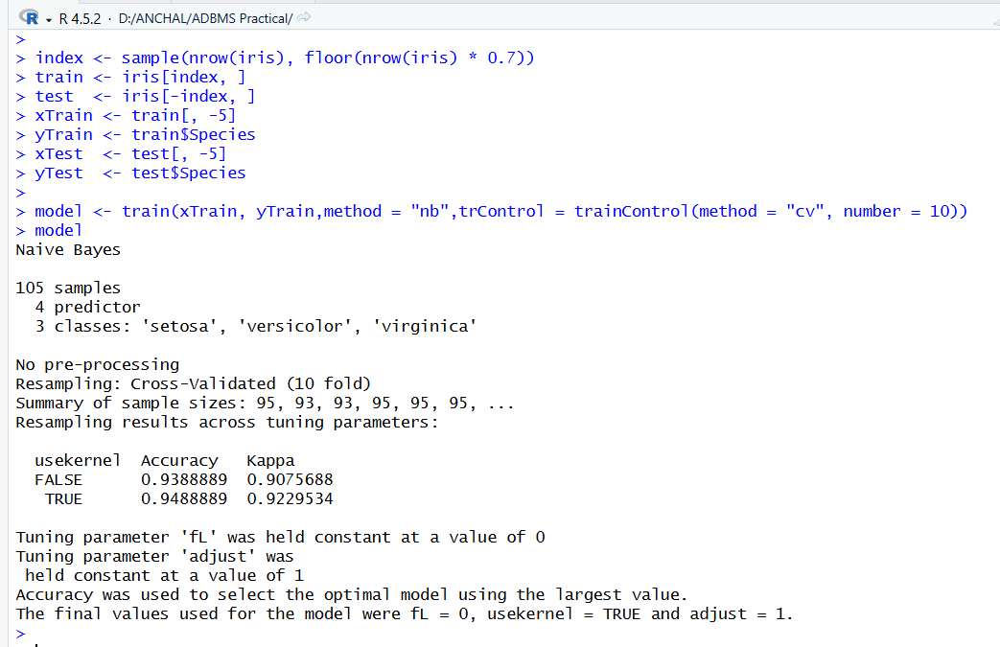 R 4.5.2 · D:/ANCHAL/ADBMS Practical/
>
> index <- sample(nrow(iris), floor(nrow(iris) * 0.7))
> train <- iris[index, ]
> test  <- iris[-index, ]
> xTrain <- train[, -5]
> yTrain <- train$Species
> xTest  <- test[, -5]
> yTest  <- test$Species
>
> model <- train(xTrain, yTrain,method = "nb",trControl = trainControl(method = "cv", number = 10))
> model
Naive Bayes

105 samples
  4 predictor
  3 classes: 'setosa', 'versicolor', 'virginica'

No pre-processing
Resampling: Cross-Validated (10 fold)
Summary of sample sizes: 95, 93, 93, 95, 95, 95, ...
Resampling results across tuning parameters:

  usekernel  Accuracy   Kappa
  FALSE      0.9388889  0.9075688
   TRUE      0.9488889  0.9229534

Tuning parameter 'fL' was held constant at a value of 0
Tuning parameter 'adjust' was
 held constant at a value of 1
Accuracy was used to select the optimal model using the largest value.
The final values used for the model were fL = 0, usekernel = TRUE and adjust = 1.
>